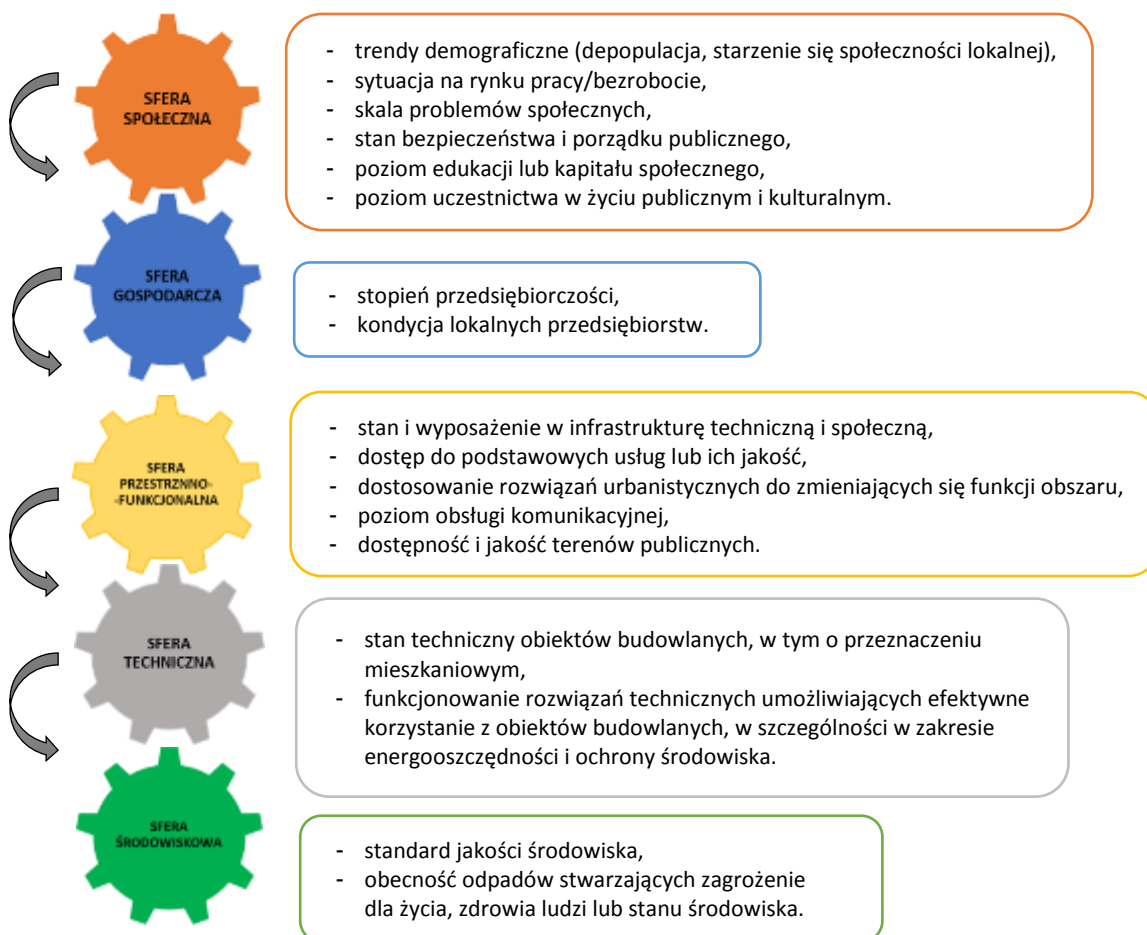 SFERA
SPOŁECZNA
- trendy demograficzne (depopulacja, starzenie się społeczności lokalnej),
- sytuacja na rynku pracy/bezrobocie,
- skala problemów społecznych,
- stan bezpieczeństwa i porządku publicznego,
- poziom edukacji lub kapitału społecznego,
- poziom uczestnictwa w życiu publicznym i kulturalnym.
SFERA
GOSPODARCZA
- stopień przedsiębiorczości,
- kondycja lokalnych przedsiębiorstw.
SFERA
PRZESTRZNNO-
-FUNKCJONALNA
- stan i wyposażenie w infrastrukturę techniczną i społeczną,
- dostęp do podstawowych usług lub ich jakość,
- dostosowanie rozwiązań urbanistycznych do zmieniających się funkcji obszaru,
- poziom obsługi komunikacyjnej,
- dostępność i jakość terenów publicznych.
SFERA
TECHNICZNA
- stan techniczny obiektów budowlanych, w tym o przeznaczeniu
mieszkaniowym,
- funkcjonowanie rozwiązań technicznych umożliwiających efektywne
korzystanie z obiektów budowlanych, w szczególności w zakresie
energooszczędności i ochrony środowiska.
SFERA
ŚRODOWISKOWA
- standard jakości środowiska,
- obecność odpadów stwarzających zagrożenie
dla życia, zdrowia ludzi lub stanu środowiska.